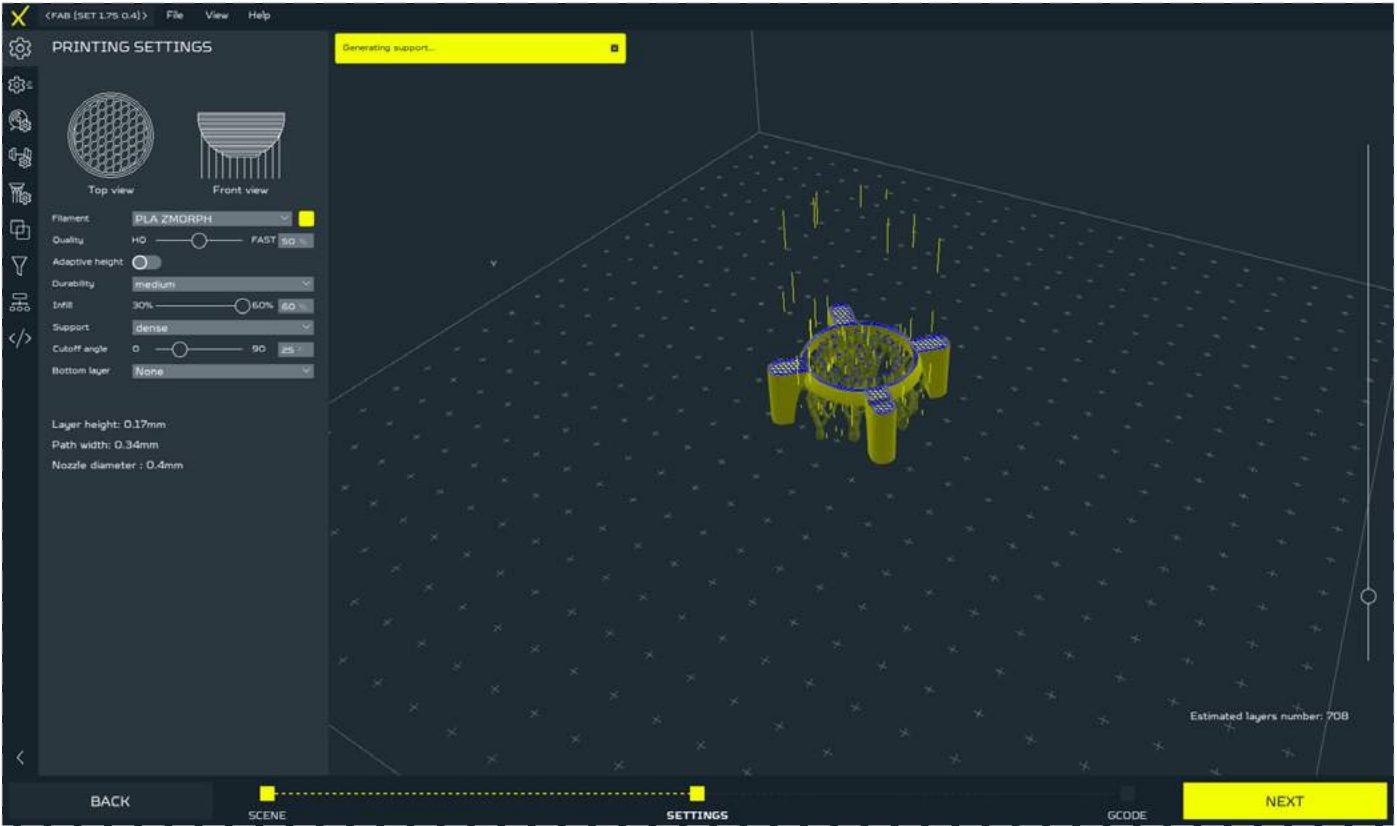 <FAB (SET 1.75 0.4)> File View Help
PRINTING SETTINGS
Generating support...
Top view Front view
Filament PLA ZMORPH
Quality HQ FAST 50 %
Adaptive height
Durability medium
Infill 30% 60% 60 %
Support dense
Cutoff angle 0 90 25 °
Bottom layer None
Layer height: 0.17mm
Path width: 0.34mm
Nozzle diameter : 0.4mm
Y
</>
Estimated layers number: 708
BACK
SCENE
SETTINGS
GCODE
NEXT